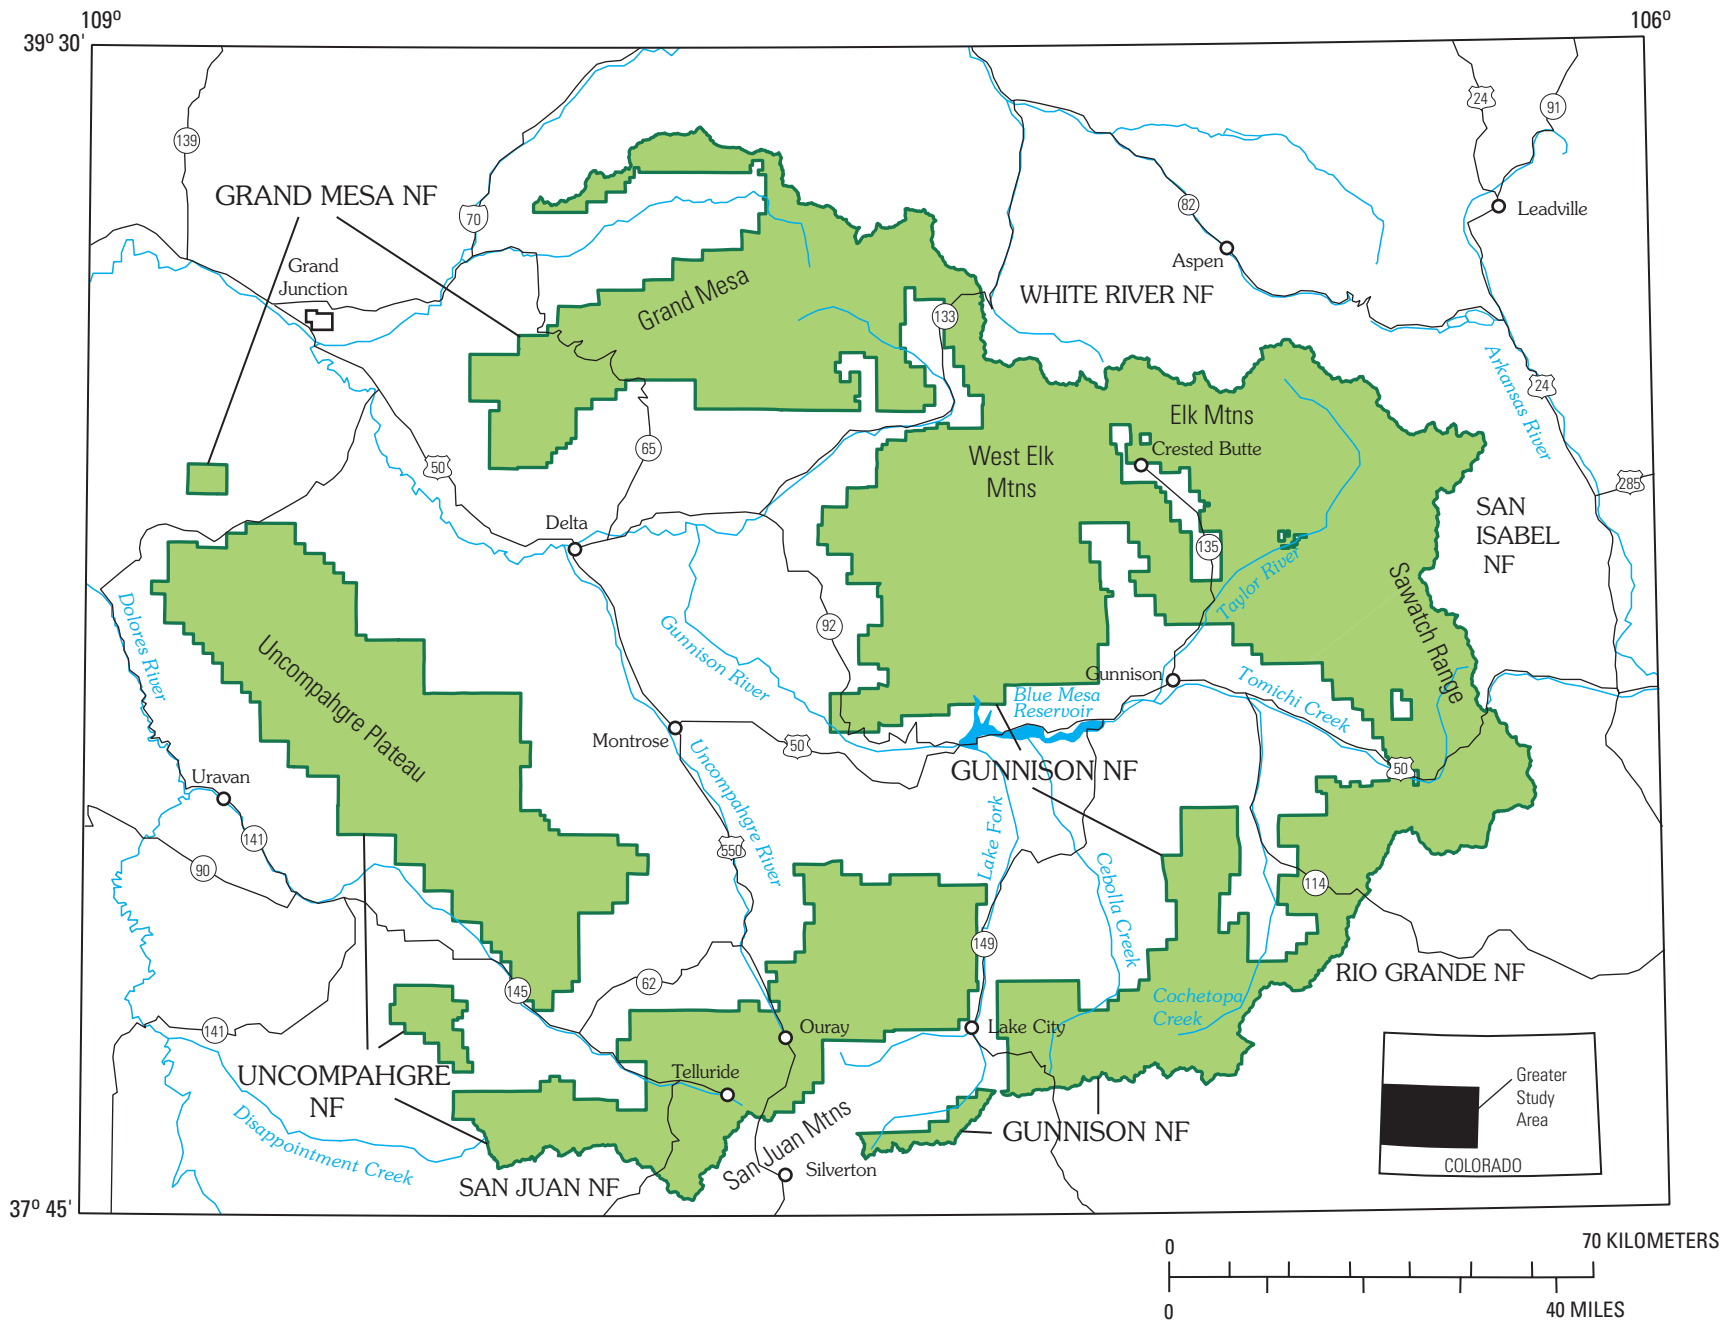 109º
106º
39º 30'
24
91
139
GRAND MESA NF
70
82
Leadville
Grand
Junction
Aspen
Grand Mesa
WHITE RIVER NF
133
Arkansas River
24
Elk Mtns
65
West Elk
Mtns
Crested Butte
50
285
SAN
ISABEL
NF
Delta
135
Taylor River
Sawatch Range
Dolores River
Gunnison River
92
Uncompahgre Plateau
Gunnison
Tomichi Creek
Blue Mesa
Reservoir
Montrose
50
Uncompahgre River
GUNNISON NF
50
Uravan
141
Lake Fork
550
Cebolla Creek
90
114
149
RIO GRANDE NF
62
145
Cochetopa
Creek
141
Ouray
Lake City
Telluride
UNCOMPAHGRE
NF
Greater
Study
Area
Disappointment Creek
San Juan Mtns
GUNNISON NF
COLORADO
SAN JUAN NF
Silverton
37º 45'
0
70 KILOMETERS
0
40 MILES